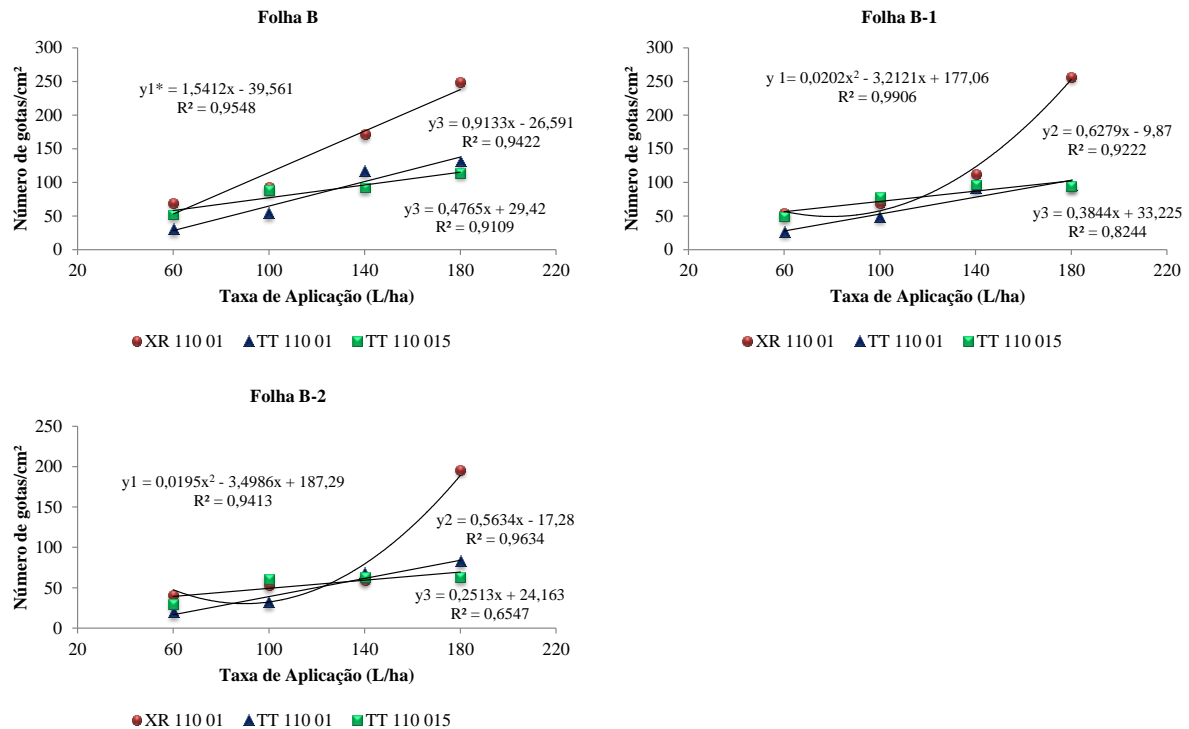 Folha B
Número de gotas/cm²
300
250
200
150
100
50
0
20 60 100 140 180 220
y1* = 1,5412x - 39,561
R² = 0,9548
y3 = 0,9133x - 26,591
R² = 0,9422
y3 = 0,4765x + 29,42
R² = 0,9109
Taxa de Aplicação (L/ha)
XR 110 01 TT 110 01 TT 110 015
Folha B-1
Número de gotas/cm²
300
250
200
150
100
50
0
20 60 100 140 180 220
y 1= 0,0202x² - 3,2121x + 177,06
R² = 0,9906
y2 = 0,6279x - 9,87
R² = 0,9222
y3 = 0,3844x + 33,225
R² = 0,8244
Taxa de Aplicação (L/ha)
XR 110 01 TT 110 01 TT 110 015
Folha B-2
Número de gotas/cm²
250
200
150
100
50
0
20 60 100 140 180 220
y1 = 0,0195x² - 3,4986x + 187,29
R² = 0,9413
y2 = 0,5634x - 17,28
R² = 0,9634
y3 = 0,2513x + 24,163
R² = 0,6547
Taxa de Aplicação (L/ha)
XR 110 01 TT 110 01 TT 110 015